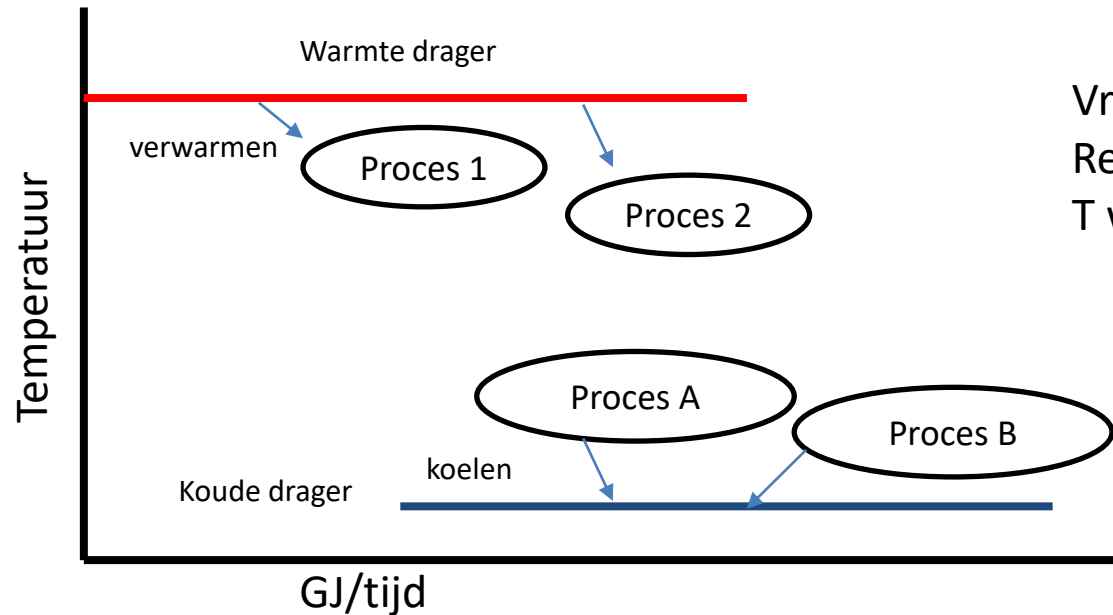 Warmte drager
verwarmen
Proces 1
Proces 2
Temperatuur
Proces A
Proces B
koelen
Koude drager
GJ/tijd